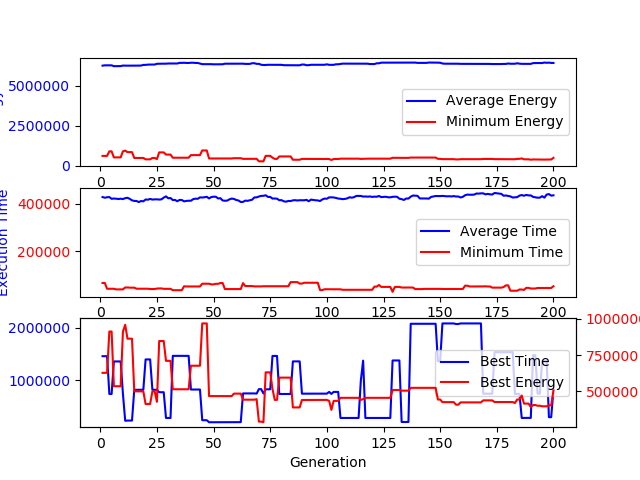 5000000
2500000
0
Average Energy
Minimum Energy
0 25 50 75 100 125 150 175 200
Execution Time
400000
200000
Average Time
Minimum Time
0 25 50 75 100 125 150 175 200
2000000
1000000
1000000
750000
500000
Best Time
Best Energy
0 25 50 75 100 125 150 175 200
Generation